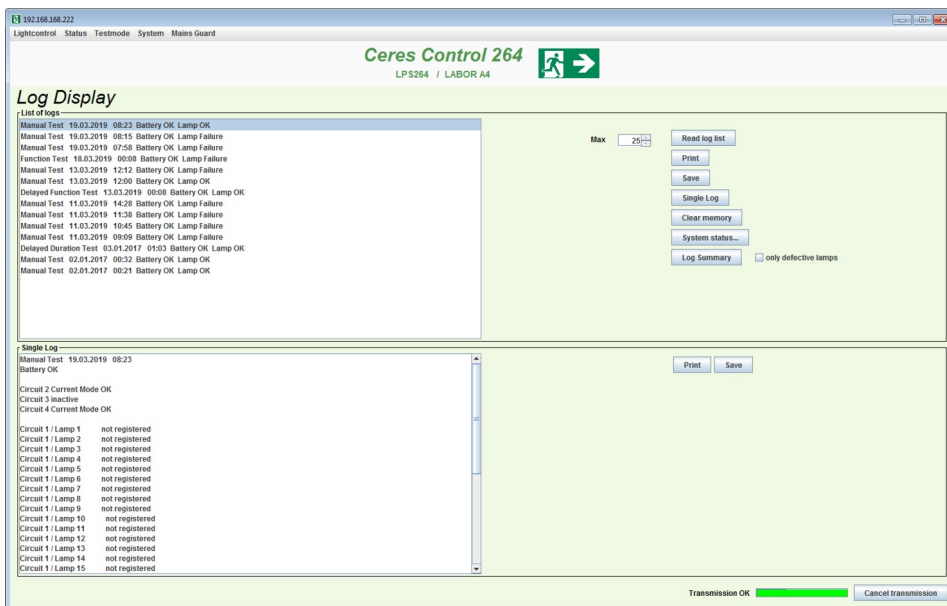 192.168.168.222
Lightcontrol Status Testmode System Mains Guard
Ceres Control 264
LPS264 / LABOR A4
Log Display
List of logs
Manual Test 19.03.2019 08:23 Battery OK Lamp OK
Manual Test 19.03.2019 08:15 Battery OK Lamp Failure
Manual Test 19.03.2019 07:58 Battery OK Lamp Failure
Function Test 18.03.2019 00:08 Battery OK Lamp Failure
Manual Test 13.03.2019 12:12 Battery OK Lamp Failure
Manual Test 13.03.2019 12:00 Battery OK Lamp OK
Delayed Function Test 13.03.2019 00:08 Battery OK Lamp OK
Manual Test 11.03.2019 14:28 Battery OK Lamp Failure
Manual Test 11.03.2019 11:38 Battery OK Lamp Failure
Manual Test 11.03.2019 10:45 Battery OK Lamp Failure
Manual Test 11.03.2019 09:09 Battery OK Lamp Failure
Delayed Duration Test 03.01.2017 01:03 Battery OK Lamp OK
Manual Test 02.01.2017 00:32 Battery OK Lamp OK
Manual Test 02.01.2017 00:21 Battery OK Lamp OK
Max 25 Read log list
Print
Save
Single Log
Clear memory
System status...
Log Summary only defective lamps
Single Log
Manual Test 19.03.2019 08:23
Battery OK
Circuit 2 Current Mode OK
Circuit 3 inactive
Circuit 4 Current Mode OK
Circuit 1 / Lamp 1 not registered
Circuit 1 / Lamp 2 not registered
Circuit 1 / Lamp 3 not registered
Circuit 1 / Lamp 4 not registered
Circuit 1 / Lamp 5 not registered
Circuit 1 / Lamp 6 not registered
Circuit 1 / Lamp 7 not registered
Circuit 1 / Lamp 8 not registered
Circuit 1 / Lamp 9 not registered
Circuit 1 / Lamp 10 not registered
Circuit 1 / Lamp 11 not registered
Circuit 1 / Lamp 12 not registered
Circuit 1 / Lamp 13 not registered
Circuit 1 / Lamp 14 not registered
Circuit 1 / Lamp 15 not registered
Print Save
Transmission OK Cancel transmission